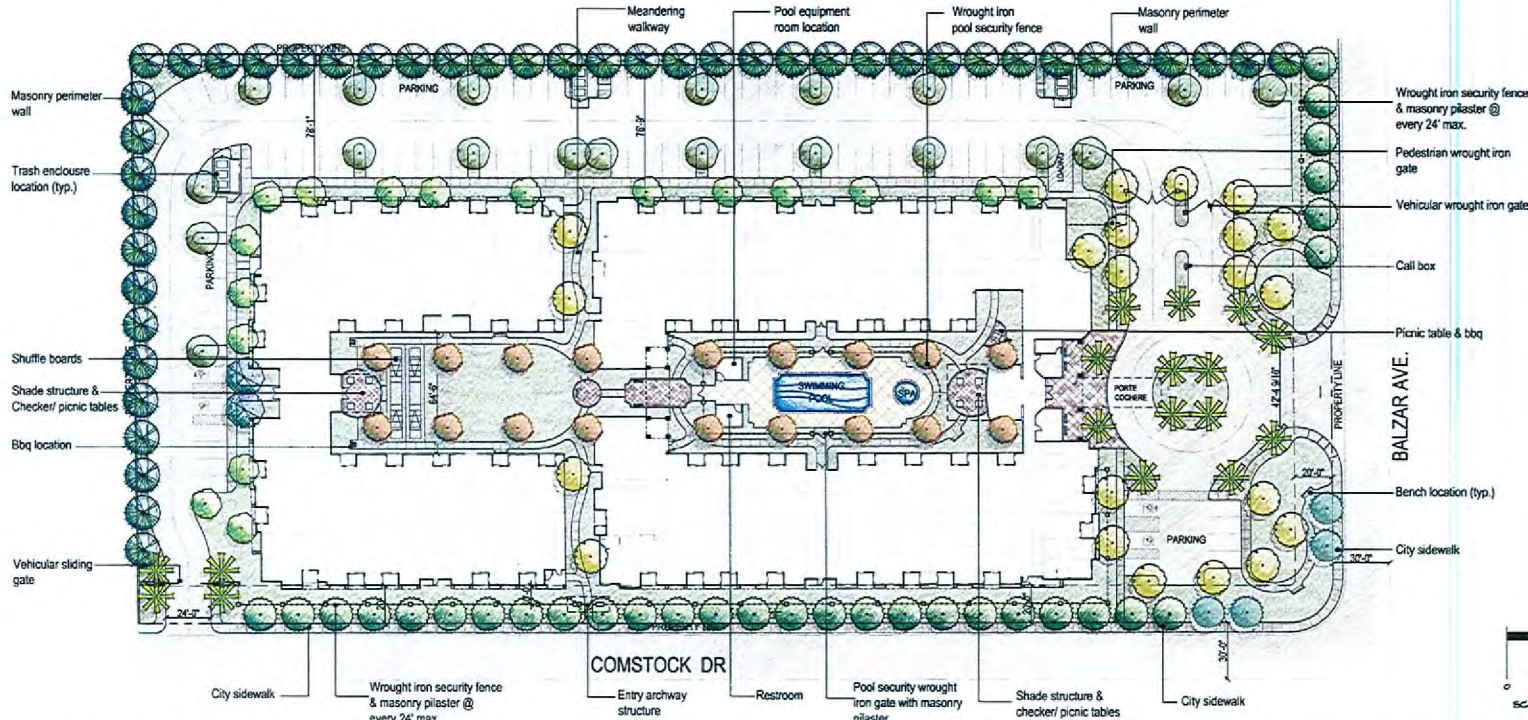 Meandering
walkway
Pool equipment
room location
Wrought iron
pool security fence
Masonry perimeter
wall
PROPERTY LINE
PARKING
PARKING
Masonry perimeter
wall
Wrought iron security fence
& masonry pilaster @
every 24' max.
78'-1"
76'-9"
Pedestrian wrought iron
gate
Trash enclousre
location (typ.)
LOADING
Vehicular wrought iron gate
PARKING
Call box
Picnic table & bbq
Shuffle boards
Shade structure &
Checker/ picnic tables
64'-6"
SWIMMING
POOL
SPA
PORTE
COCHERE
42'-4 9/16"
PROPERTY LINE
BALZAR AVE.
Bbq location
20'-0"
Bench location (typ.)
PARKING
City sidewalk
30'-0"
Vehicular sliding
gate
24'-0"
PROPERTY LINE
30'-0"
COMSTOCK DR
City sidewalk
Wrought iron security fence
& masonry pilaster @
every 24' max.
Entry archway
structure
Restroom
Pool security wrought
iron gate with masonry
pilaster
Shade structure &
checker/ picnic tables
City sidewalk
0